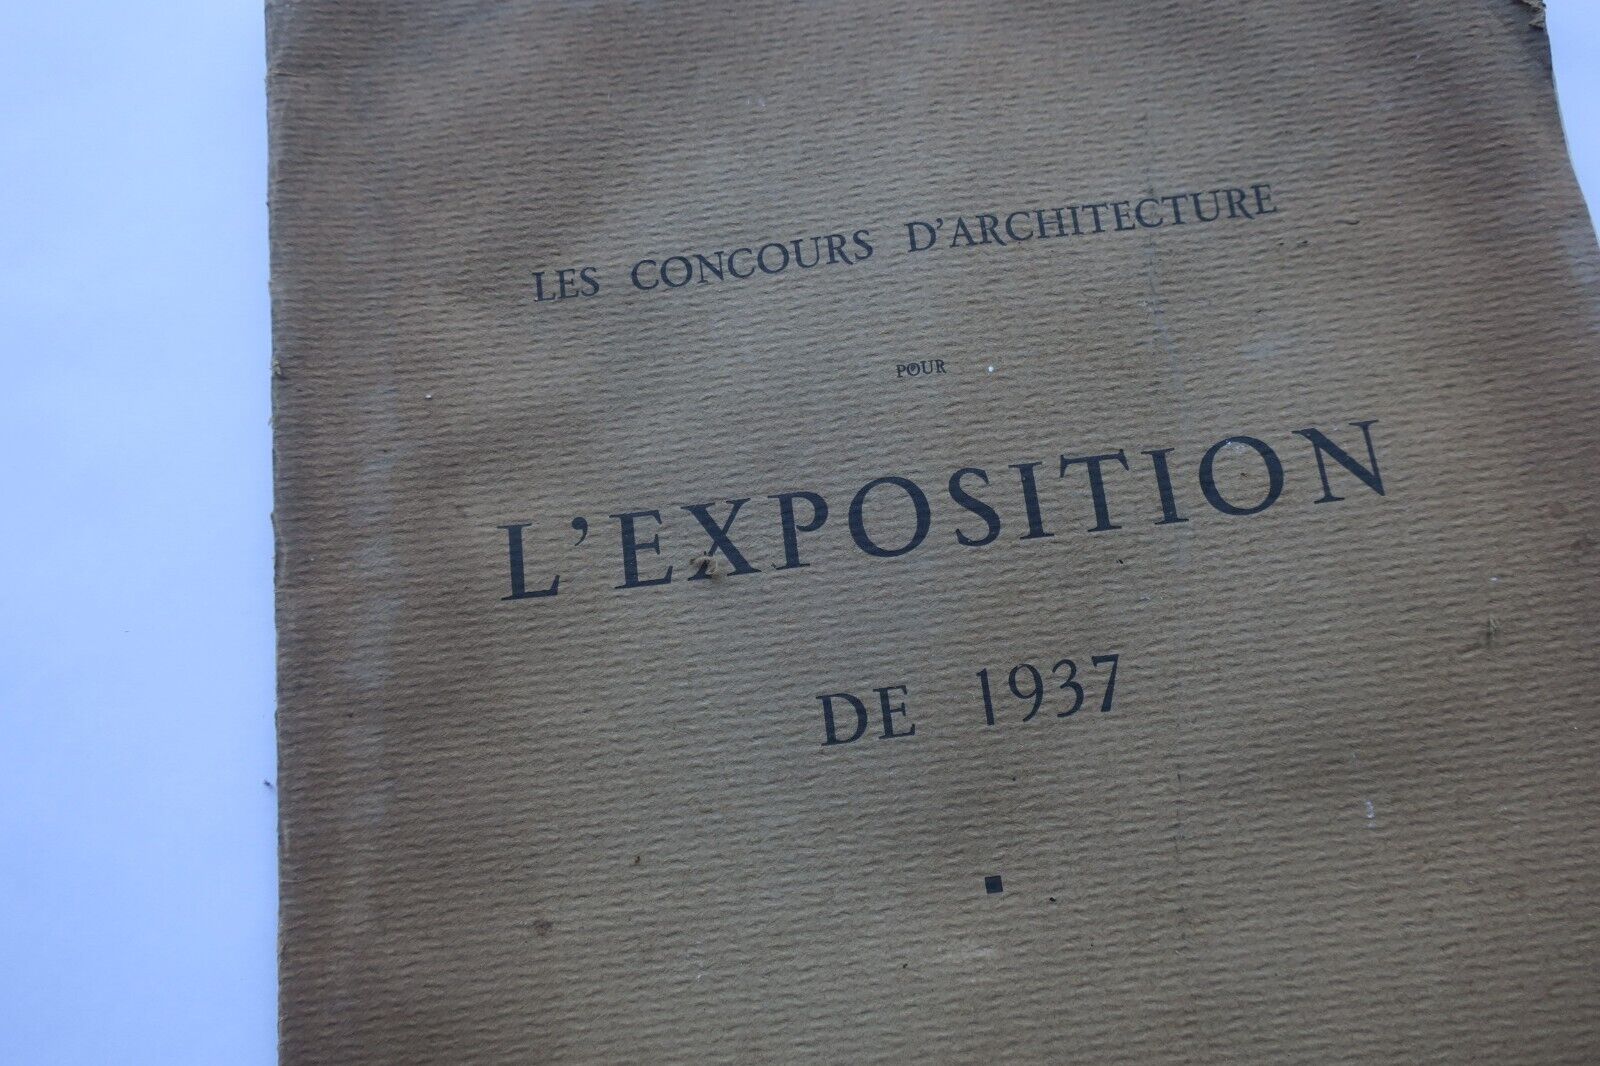 LES CONCOURS D'ARCHITECTURE
POUR
L'EXPOSITION
DE 1937